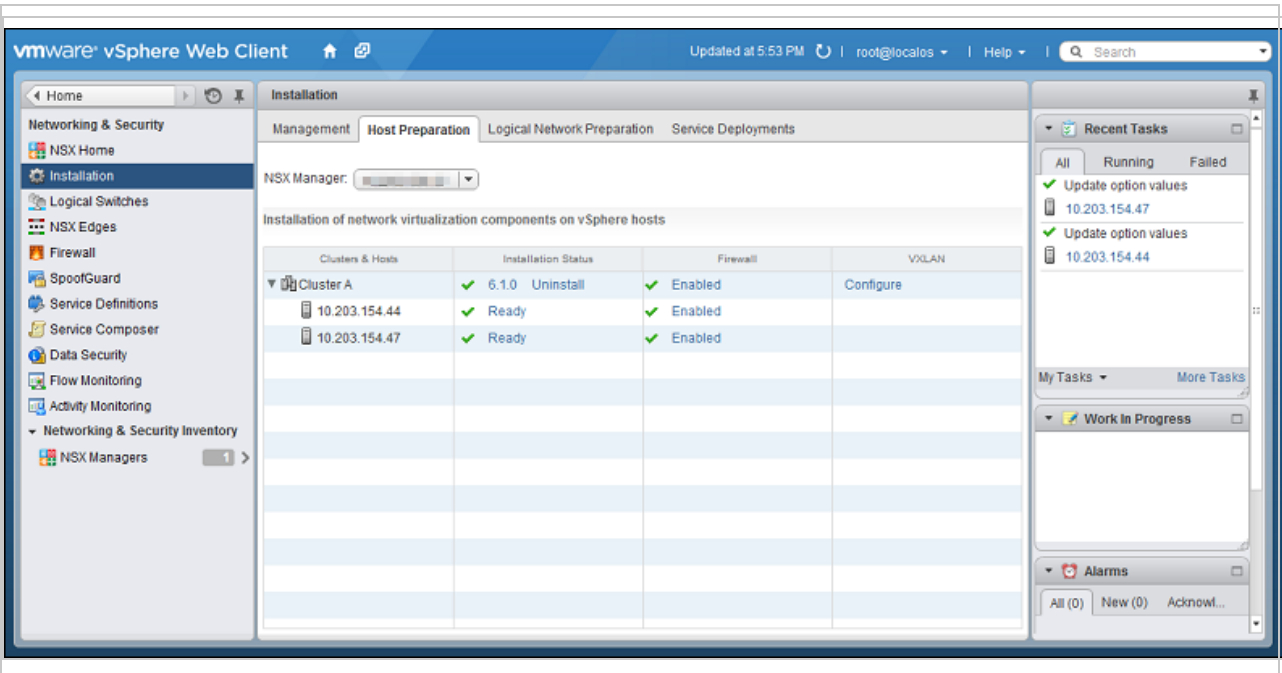 vmware® vSphere Web Client
Updated at 5:53 PM | root@localos | Help | Search
Home
Networking & Security
NSX Home
Installation
Logical Switches
NSX Edges
Firewall
SpoofGuard
Service Definitions
Service Composer
Data Security
Flow Monitoring
Activity Monitoring
Networking & Security Inventory
NSX Managers 1
Installation
Management Host Preparation Logical Network Preparation Service Deployments
NSX Manager:
Installation of network virtualization components on vSphere hosts
Clusters & Hosts Installation Status Firewall VXLAN
Cluster A 6.1.0 Uninstall Enabled Configure
10.203.154.44 Ready Enabled
10.203.154.47 Ready Enabled
Recent Tasks
All Running Failed
Update option values
10.203.154.47
Update option values
10.203.154.44
My Tasks More Tasks
Work In Progress
Alarms
All (0) New (0) Acknowl...